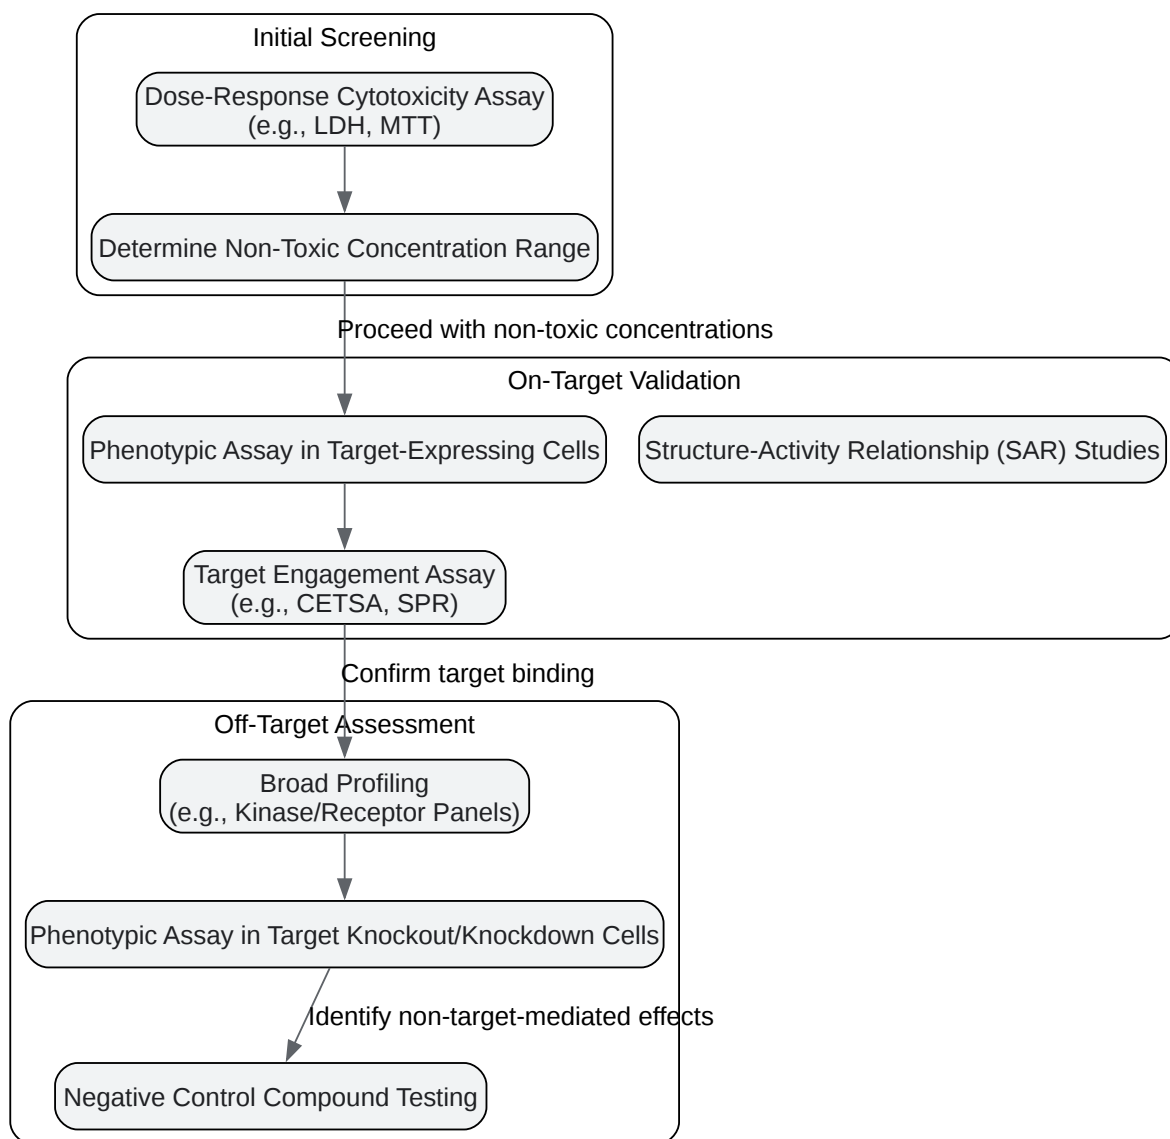 Initial Screening
Dose-Response Cytotoxicity Assay
(e.g., LDH, MTT)
Determine Non-Toxic Concentration Range
Proceed with non-toxic concentrations
On-Target Validation
Phenotypic Assay in Target-Expressing Cells
Structure-Activity Relationship (SAR) Studies
Target Engagement Assay
(e.g., CETSA, SPR)
Confirm target binding
Off-Target Assessment
Broad Profiling
(e.g., Kinase/Receptor Panels)
Phenotypic Assay in Target Knockout/Knockdown Cells
Identify non-target-mediated effects
Negative Control Compound Testing